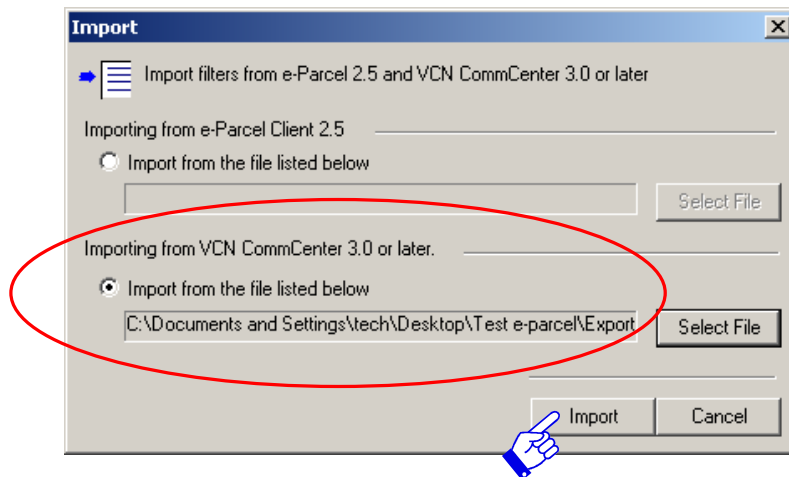 Import
Import filters from e-Parcel 2.5 and VCN CommCenter 3.0 or later
Importing from e-Parcel Client 2.5
Import from the file listed below
Select File
Importing from VCN CommCenter 3.0 or later.
Import from the file listed below
C:\Documents and Settings\tech\Desktop\Test e-parcel\Export
Select File
Import
Cancel